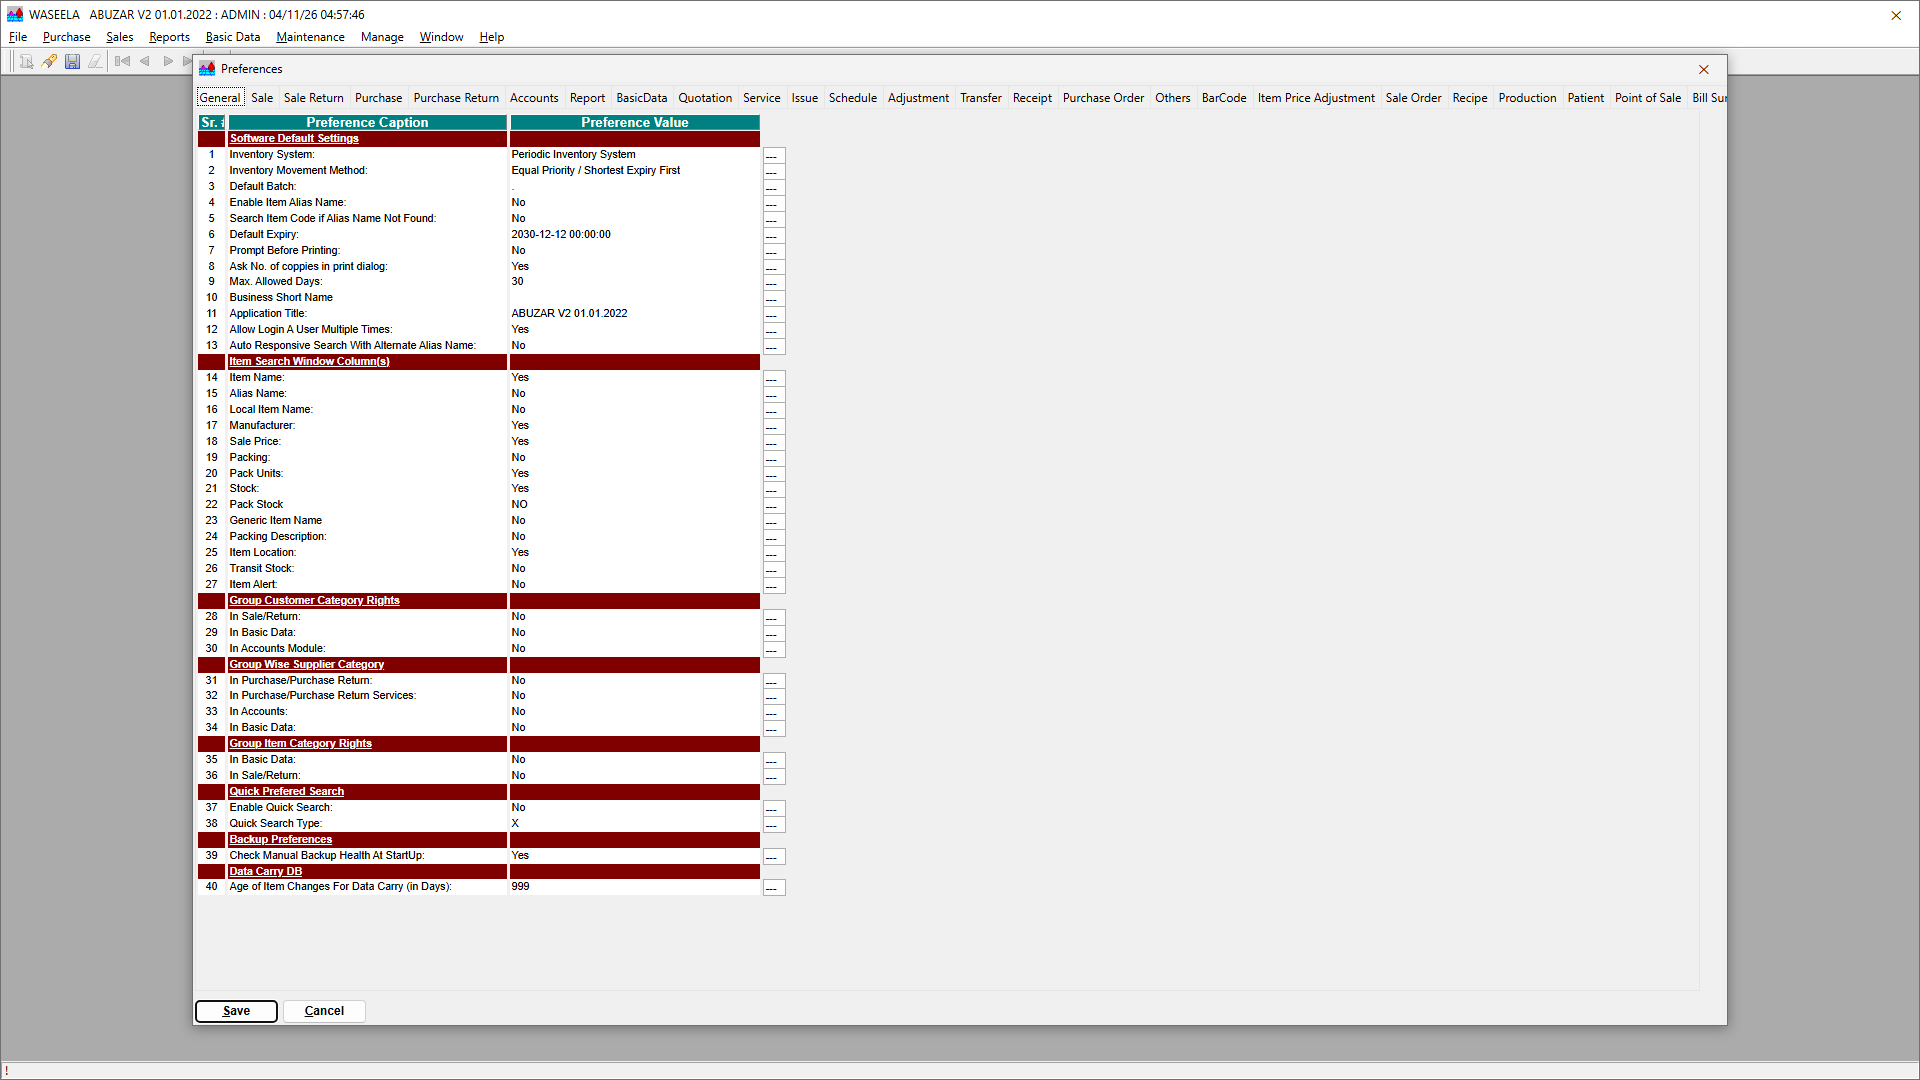 WASEELA ABUZAR V2 01.01.2022 : ADMIN : 04/11/26 04:57:46
File Purchase Sales Reports Basic Data Maintenance Manage Window Help
Preferences
General Sale Sale Return Purchase Purchase Return Accounts Report BasicData Quotation Service Issue Schedule Adjustment Transfer Receipt Purchase Order Others BarCode Item Price Adjustment Sale Order Recipe Production Patient Point of Sale Bill Sur
Sr. # Preference Caption Preference Value
Software Default Settings
1 Inventory System: Periodic Inventory System ---
2 Inventory Movement Method: Equal Priority / Shortest Expiry First ---
3 Default Batch: . ---
4 Enable Item Alias Name: No ---
5 Search Item Code if Alias Name Not Found: No ---
6 Default Expiry: 2030-12-12 00:00:00 ---
7 Prompt Before Printing: No ---
8 Ask No. of coppies in print dialog: Yes ---
9 Max. Allowed Days: 30 ---
10 Business Short Name ---
11 Application Title: ABUZAR V2 01.01.2022 ---
12 Allow Login A User Multiple Times: Yes ---
13 Auto Responsive Search With Alternate Alias Name: No ---
Item Search Window Column(s)
14 Item Name: Yes ---
15 Alias Name: No ---
16 Local Item Name: No ---
17 Manufacturer: Yes ---
18 Sale Price: Yes ---
19 Packing: No ---
20 Pack Units: Yes ---
21 Stock: Yes ---
22 Pack Stock NO ---
23 Generic Item Name No ---
24 Packing Description: No ---
25 Item Location: Yes ---
26 Transit Stock: No ---
27 Item Alert: No ---
Group Customer Category Rights
28 In Sale/Return: No ---
29 In Basic Data: No ---
30 In Accounts Module: No ---
Group Wise Supplier Category
31 In Purchase/Purchase Return: No ---
32 In Purchase/Purchase Return Services: No ---
33 In Accounts: No ---
34 In Basic Data: No ---
Group Item Category Rights
35 In Basic Data: No ---
36 In Sale/Return: No ---
Quick Prefered Search
37 Enable Quick Search: No ---
38 Quick Search Type: X ---
Backup Preferences
39 Check Manual Backup Health At StartUp: Yes ---
Data Carry DB
40 Age of Item Changes For Data Carry (in Days): 999 ---
Save Cancel
!